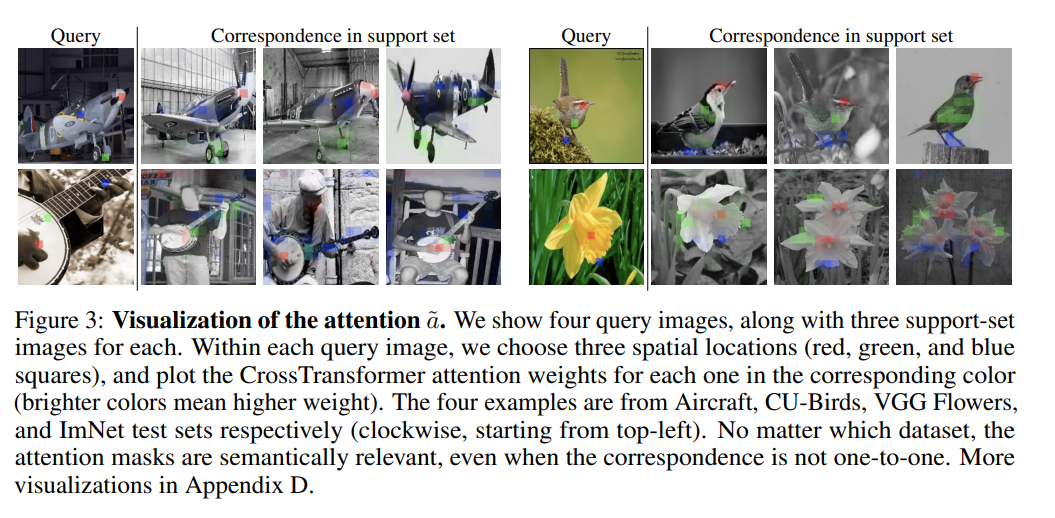 Query Correspondence in support set Query Correspondence in support set
Figure 3: Visualization of the attention ã. We show four query images, along with three support-set
images for each. Within each query image, we choose three spatial locations (red, green, and blue
squares), and plot the CrossTransformer attention weights for each one in the corresponding color
(brighter colors mean higher weight). The four examples are from Aircraft, CU-Birds, VGG Flowers,
and ImNet test sets respectively (clockwise, starting from top-left). No matter which dataset, the
attention masks are semantically relevant, even when the correspondence is not one-to-one. More
visualizations in Appendix D.